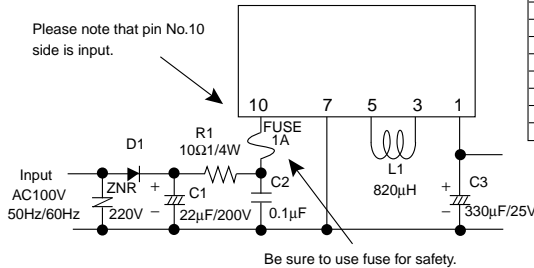 Please note that pin No.10
side is input.
10 7 5 3 1
FUSE
1A
D1
R1
10Ω1/4W
L1
820μH
Input
AC100V
50Hz/60Hz
ZNR
220V
+
−
C1
22μF/200V
C2
0.1μF
+
−
C3
330μF/25V
Be sure to use fuse for safety.